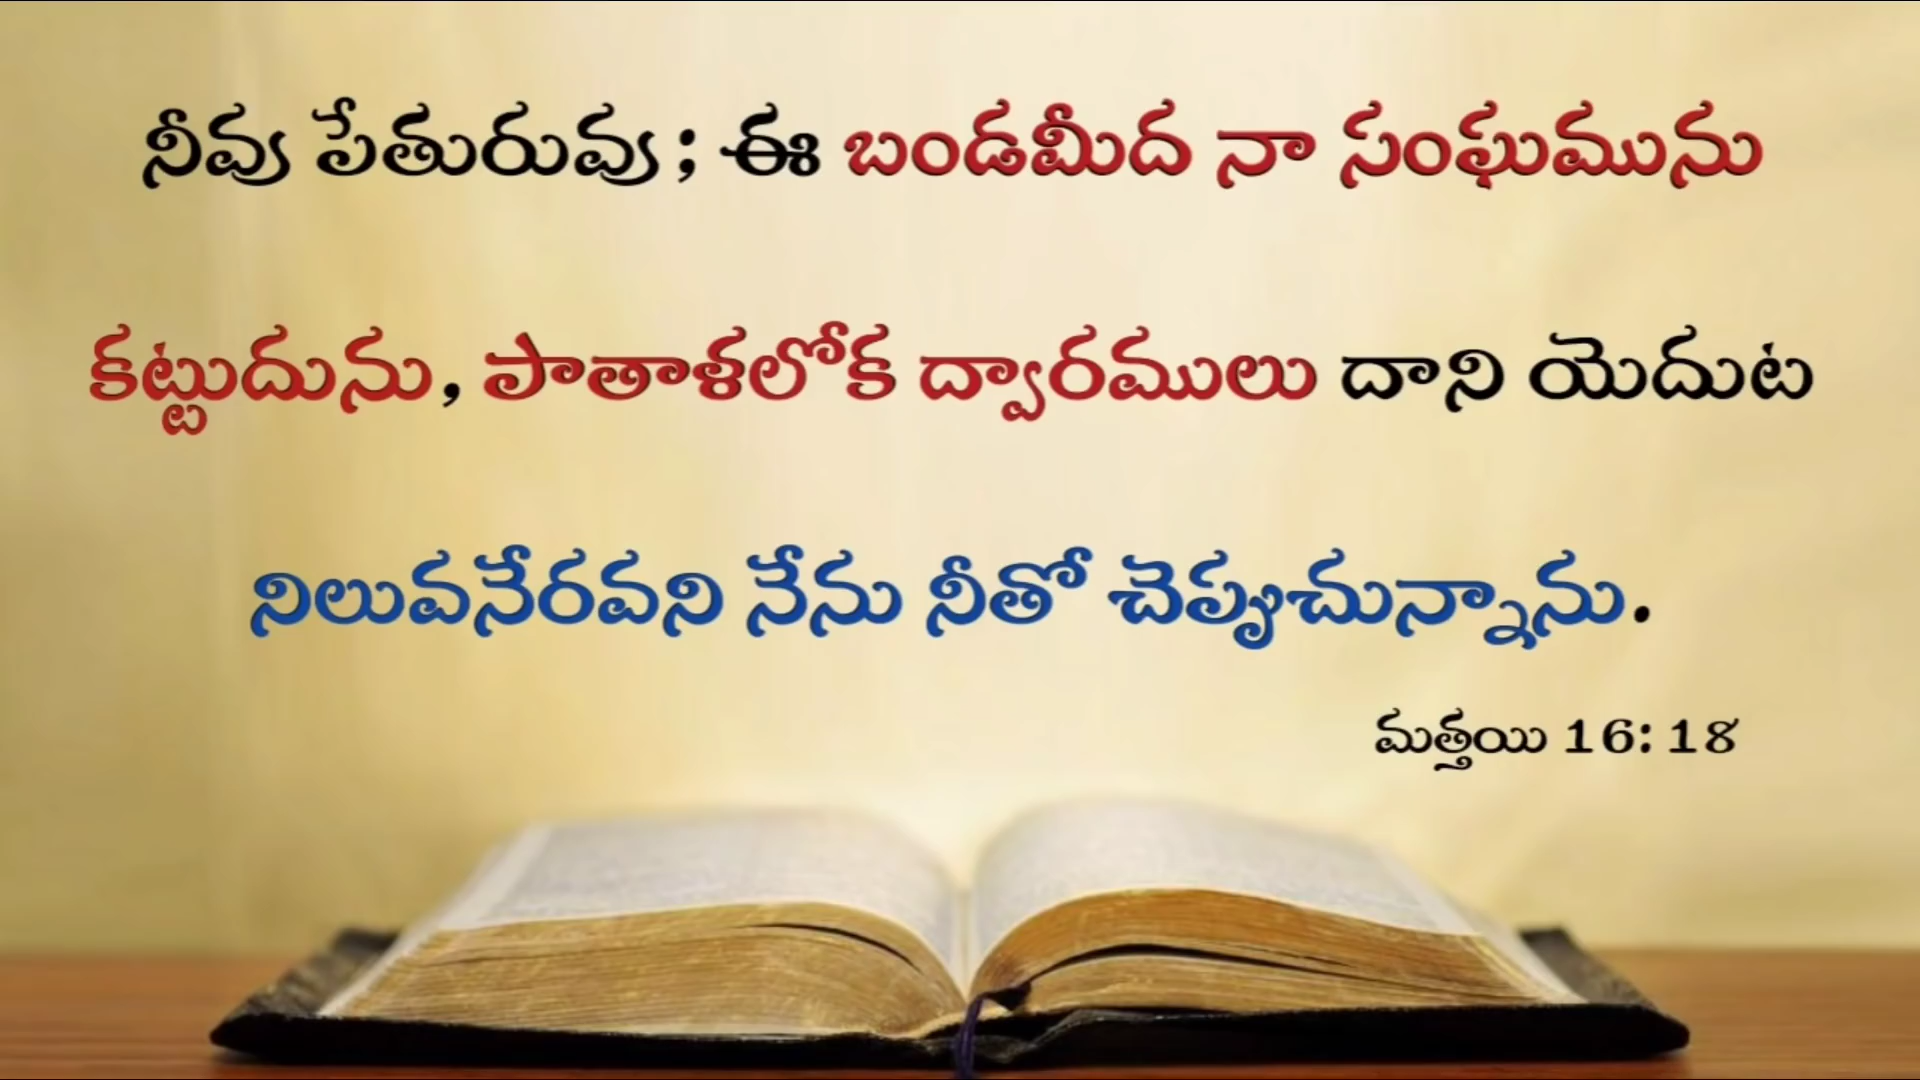 నీవు పేతురువు; ఈ బండమీద నా సంఘమును
కట్టుదును, పాతాళలోక ద్వారములు దాని యెదుట
నిలువనేరవని నేను నీతో చెప్పుచున్నాను.
మత్తయి 16:18